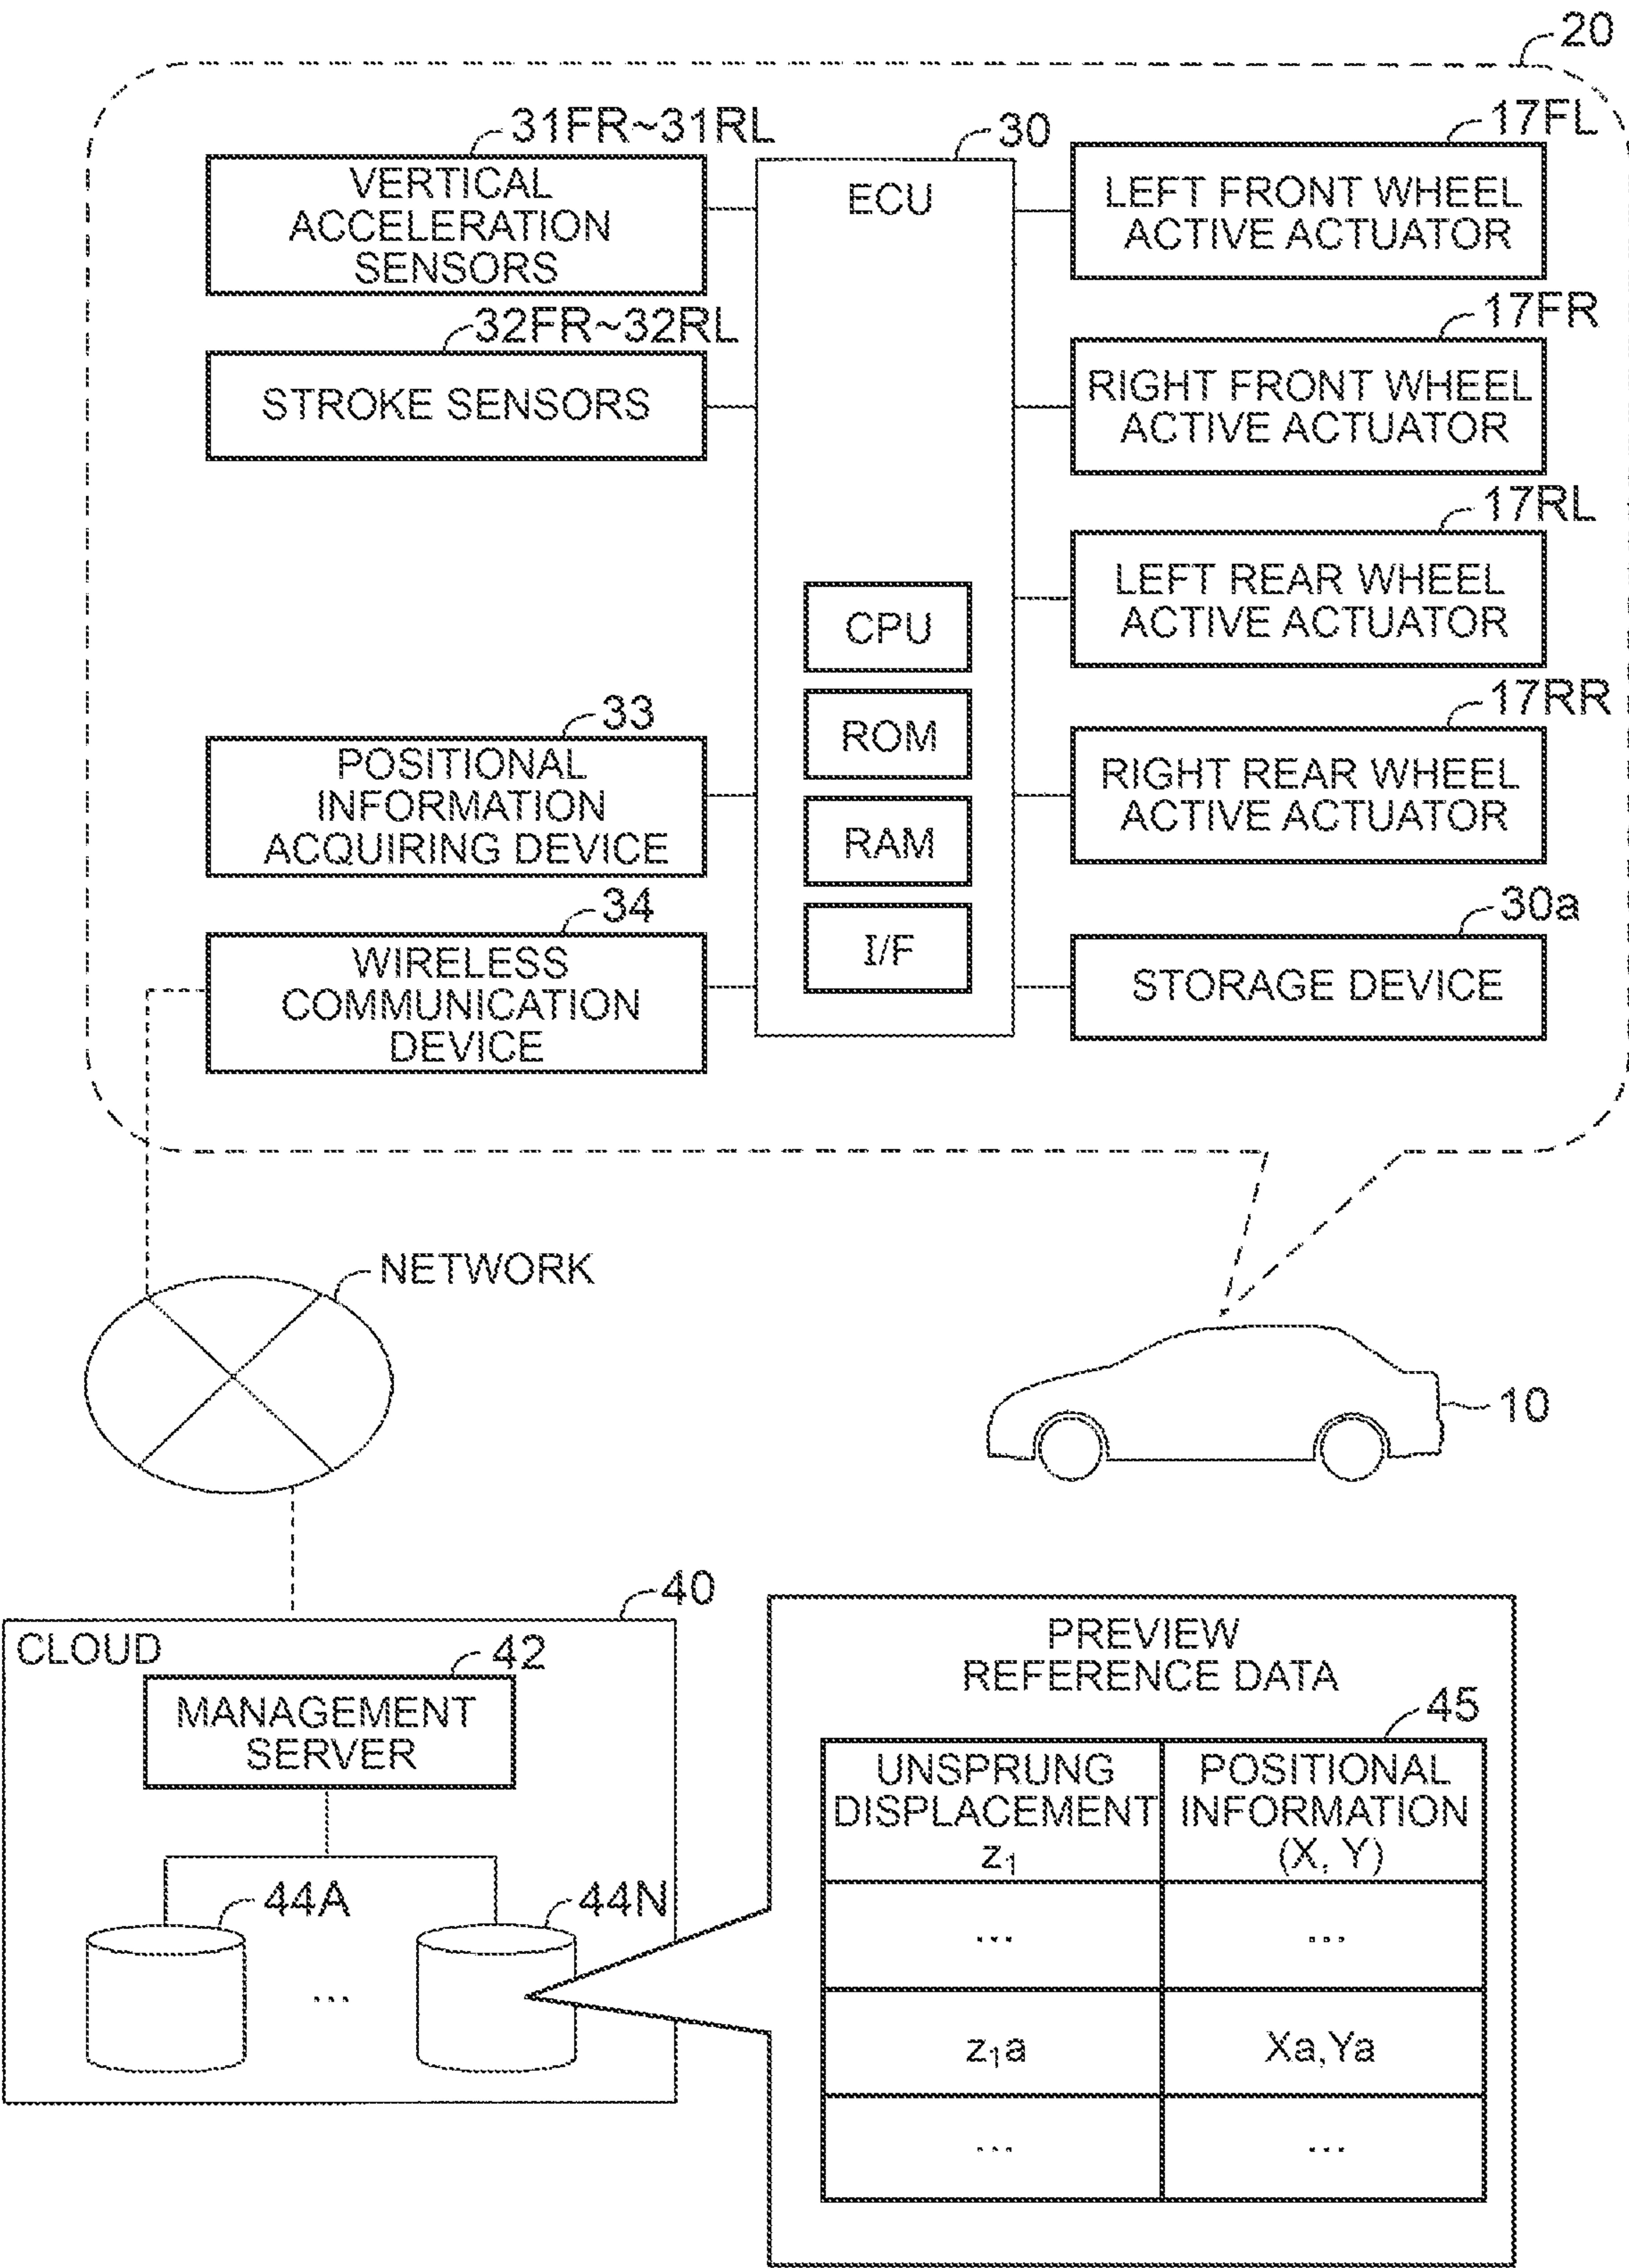 20
31FR~31RL
VERTICAL
ACCELERATION
SENSORS
32FR~32RL
STROKE SENSORS
33
POSITIONAL
INFORMATION
ACQUIRING DEVICE
34
WIRELESS
COMMUNICATION
DEVICE
30
ECU
CPU
ROM
RAM
I/F
17FL
LEFT FRONT WHEEL
ACTIVE ACTUATOR
17FR
RIGHT FRONT WHEEL
ACTIVE ACTUATOR
17RL
LEFT REAR WHEEL
ACTIVE ACTUATOR
17RR
RIGHT REAR WHEEL
ACTIVE ACTUATOR
30a
STORAGE DEVICE
NETWORK
10
40
CLOUD
42
MANAGEMENT
SERVER
44A
44N
...
PREVIEW
REFERENCE DATA
45
UNSPRUNG
DISPLACEMENT
z₁
POSITIONAL
INFORMATION
(X, Y)
... ...
z₁a Xa,Ya
... ...